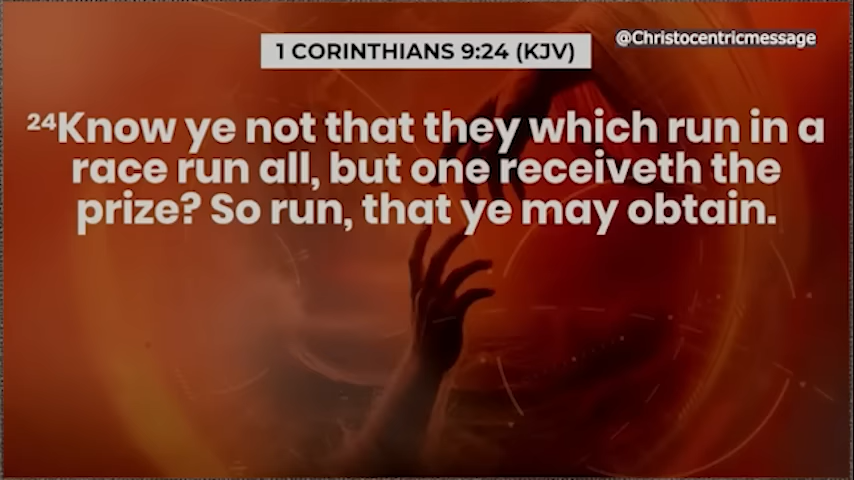 1 CORINTHIANS 9:24 (KJV)
@Christocentricmessage
²⁴Know ye not that they which run in a
race run all, but one receiveth the
prize? So run, that ye may obtain.